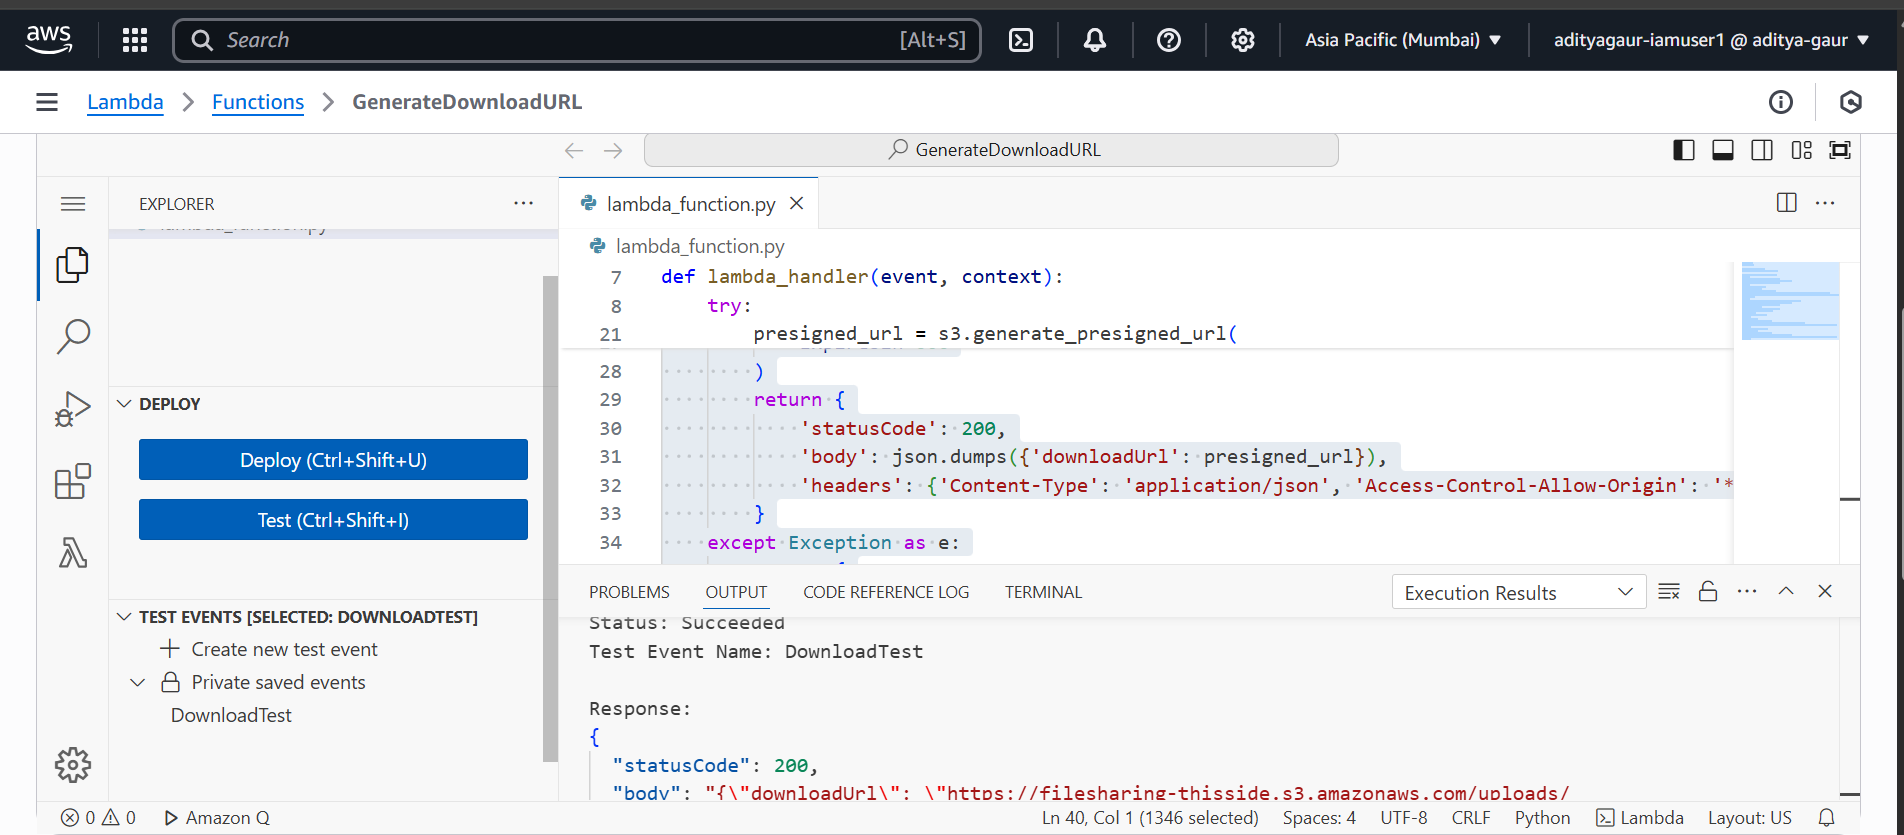 aws
Search [Alt+S]
Asia Pacific (Mumbai) ▼
adityagaur-iamuser1 @ aditya-gaur ▼
Lambda > Functions > GenerateDownloadURL
GenerateDownloadURL
EXPLORER ···
lambda_function.py
DEPLOY
Deploy (Ctrl+Shift+U)
Test (Ctrl+Shift+I)
TEST EVENTS [SELECTED: DOWNLOADTEST]
Create new test event
Private saved events
DownloadTest
lambda_function.py
lambda_function.py
7 def lambda_handler(event, context):
8 try:
21 presigned_url = s3.generate_presigned_url(
28 )
29 return {
30 'statusCode': 200,
31 'body': json.dumps({'downloadUrl': presigned_url}),
32 'headers': {'Content-Type': 'application/json', 'Access-Control-Allow-Origin': '*
33 }
34 except Exception as e:
PROBLEMS OUTPUT CODE REFERENCE LOG TERMINAL
Execution Results
Status: Succeeded
Test Event Name: DownloadTest
Response:
{
"statusCode": 200,
"body": "{\"downloadUrl\": \"https://filesharing-thisside.s3.amazonaws.com/uploads/
0 0 Amazon Q
Ln 40, Col 1 (1346 selected) Spaces: 4 UTF-8 CRLF Python Lambda Layout: US